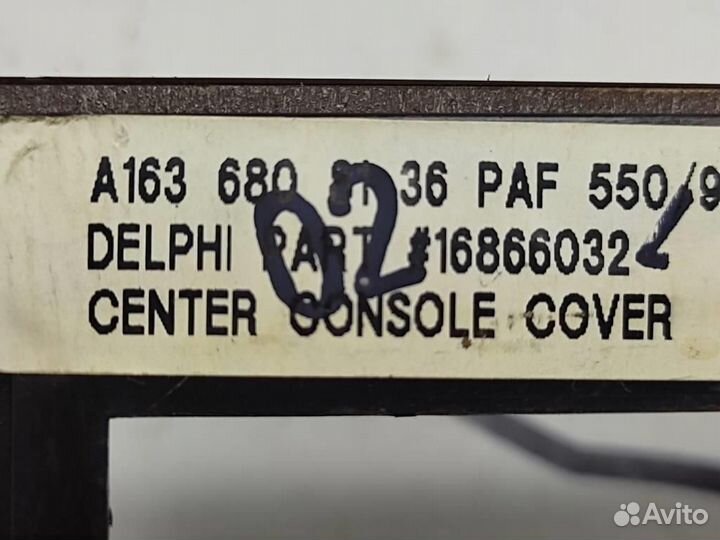 A163 680 36 PAF 550/9
DELPHI PART #16866032
CENTER CONSOLE COVER
02
Avito